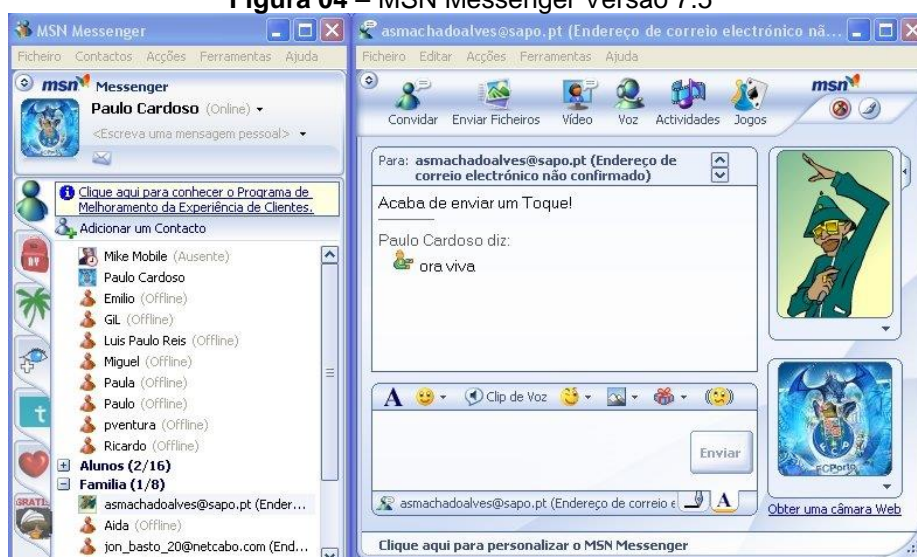 Figura 04 – MSN Messenger Versão 7.5
MSN Messenger
Ficheiro Contactos Acções Ferramentas Ajuda
msn Messenger
Paulo Cardoso (Online)
<Escreva uma mensagem pessoal>
Clique aqui para conhecer o Programa de
Melhoramento da Experiência de Clientes.
Adicionar um Contacto
Mike Mobile (Ausente)
Paulo Cardoso
Emilio (Offline)
GiL (Offline)
Luis Paulo Reis (Offline)
Miguel (Offline)
Paula (Offline)
Paulo (Offline)
pventura (Offline)
Ricardo (Offline)
Alunos (2/16)
Familia (1/8)
asmachadoalves@sapo.pt (Ender...
Aida (Offline)
jon_basto_20@netcabo.com (End...
t
GRATIS
asmachadoalves@sapo.pt (Endereço de correio electrónico nã...
Ficheiro Editar Acções Ferramentas Ajuda
Convidar Enviar Ficheiros Vídeo Voz Actividades Jogos
msn
Para: asmachadoalves@sapo.pt (Endereço de
correio electrónico não confirmado)
Acaba de enviar um Toque!
Paulo Cardoso diz:
ora viva
A Clip de Voz
Enviar
asmachadoalves@sapo.pt (Endereço de correio e
A
FCP
FCPorto
Obter uma câmara Web
Clique aqui para personalizar o MSN Messenger